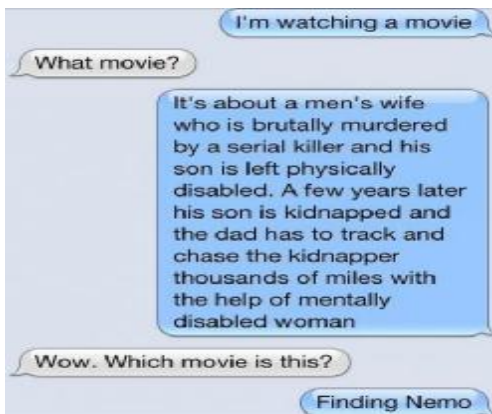 I'm watching a movie
What movie?
It's about a men's wife
who is brutally murdered
by a serial killer and his
son is left physically
disabled. A few years later
his son is kidnapped and
the dad has to track and
chase the kidnapper
thousands of miles with
the help of mentally
disabled woman
Wow. Which movie is this?
Finding Nemo